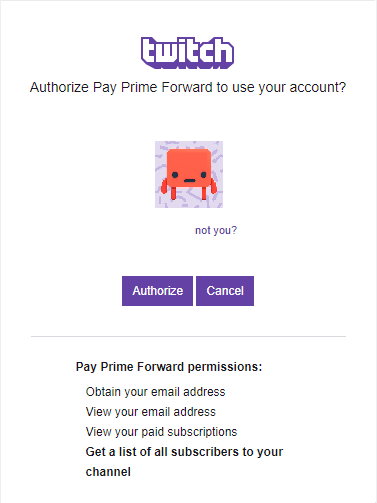 twitch
Authorize Pay Prime Forward to use your account?
not you?
Authorize Cancel
Pay Prime Forward permissions:
Obtain your email address
View your email address
View your paid subscriptions
Get a list of all subscribers to your
channel